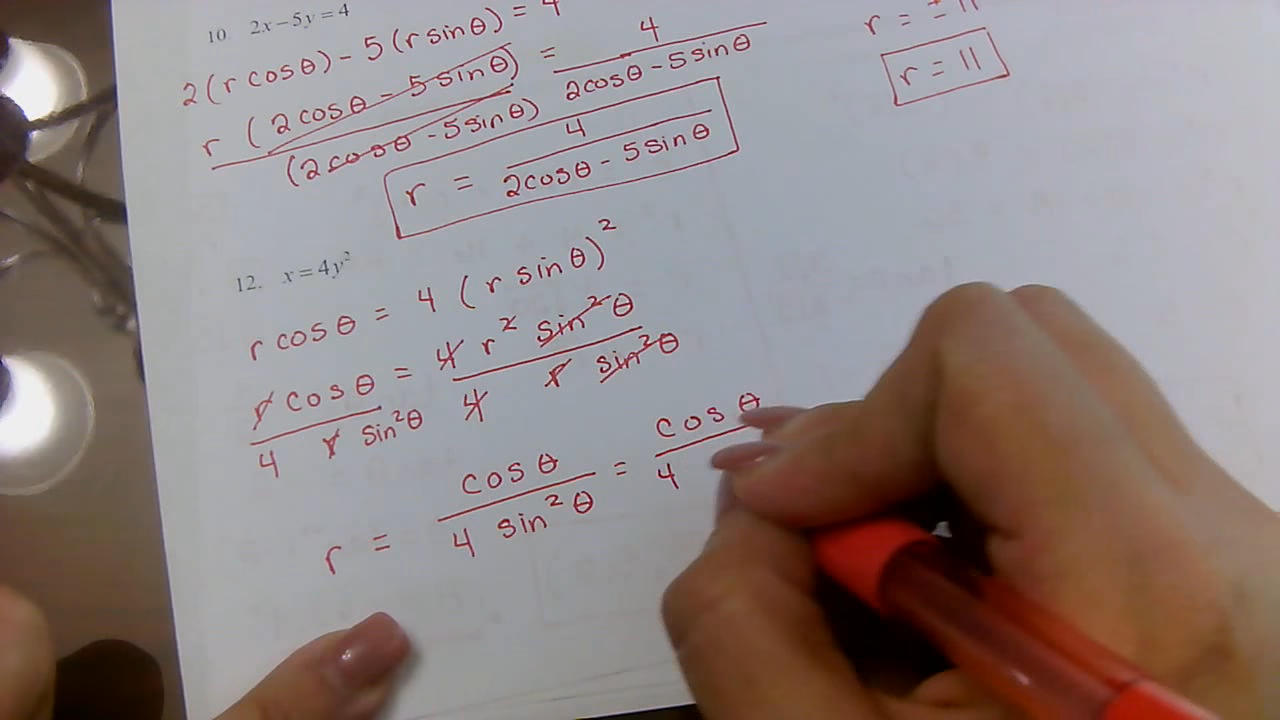 10. 2x-5y=4
2(r cosθ) - 5(r sinθ) = 4
r (2cosθ - 5sinθ) = 4
(2cosθ - 5sinθ) 2cosθ - 5sinθ
r = 4
2cosθ - 5sinθ
r = ±11
r = 11
12. x=4y²
r cosθ = 4 (r sinθ)²
r cosθ = 4 r² sin²θ
4 r sin²θ 4 r sin²θ
r = cosθ = cosθ
4 sin²θ 4